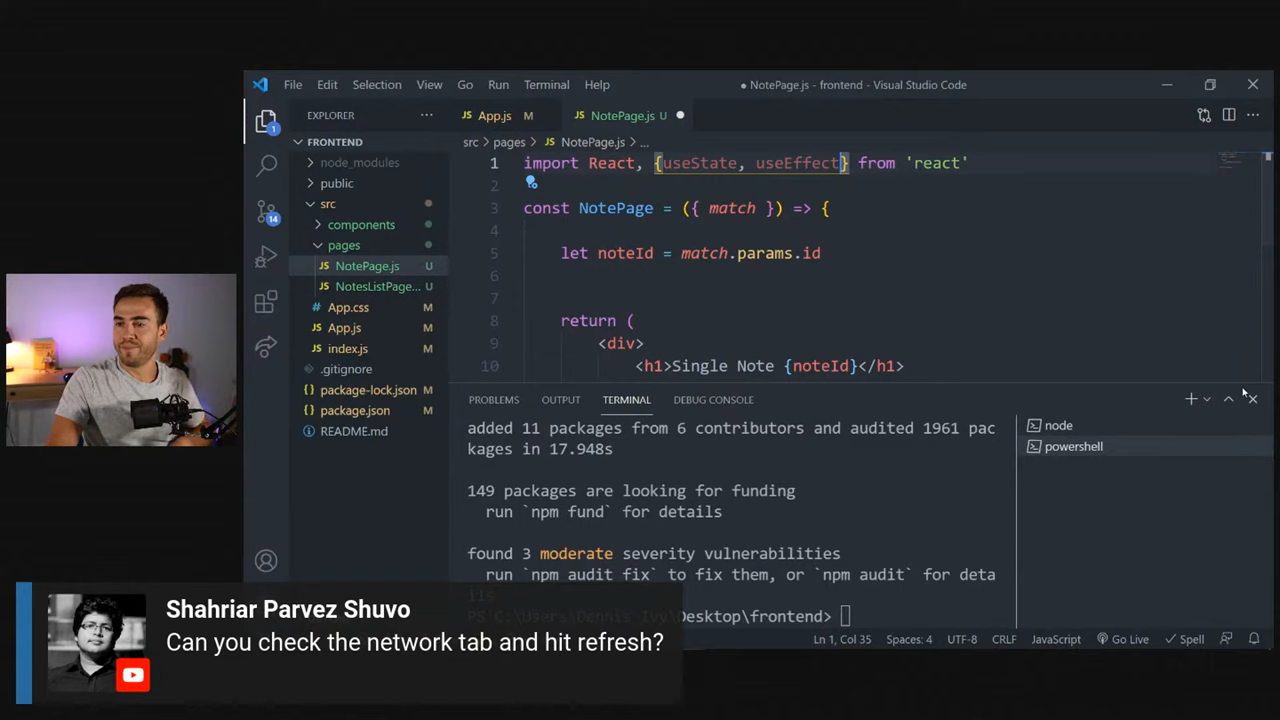 File Edit Selection View Go Run Terminal Help
● NotePage.js - frontend - Visual Studio Code
EXPLORER
FRONTEND
node_modules
public
src
components
pages
NotePage.js U
NotesListPage... U
App.css M
App.js M
index.js M
.gitignore
package-lock.json M
package.json M
README.md
1
14
App.js M
NotePage.js U
src > pages > NotePage.js > ...
1 import React, {useState, useEffect} from 'react'
2
3 const NotePage = ({ match }) => {
4
5 let noteId = match.params.id
6
7
8 return (
9 <div>
10 <h1>Single Note {noteId}</h1>
PROBLEMS OUTPUT TERMINAL DEBUG CONSOLE
added 11 packages from 6 contributors and audited 1961 pac
kages in 17.948s
149 packages are looking for funding
run `npm fund` for details
found 3 moderate severity vulnerabilities
run `npm audit fix` to fix them, or `npm audit` for deta
ils
PS C:\Users\Dennis Ivy\Desktop\frontend>
node
powershell
Ln 1, Col 35 Spaces: 4 UTF-8 CRLF JavaScript Go Live Spell
Shahriar Parvez Shuvo
Can you check the network tab and hit refresh?